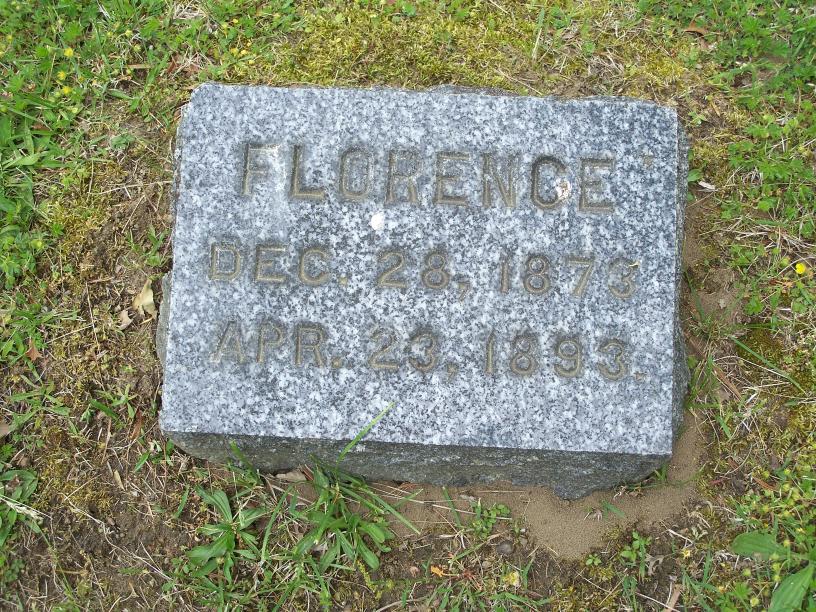 FLORENCE
DEC. 28, 1873
APR. 23, 1893.